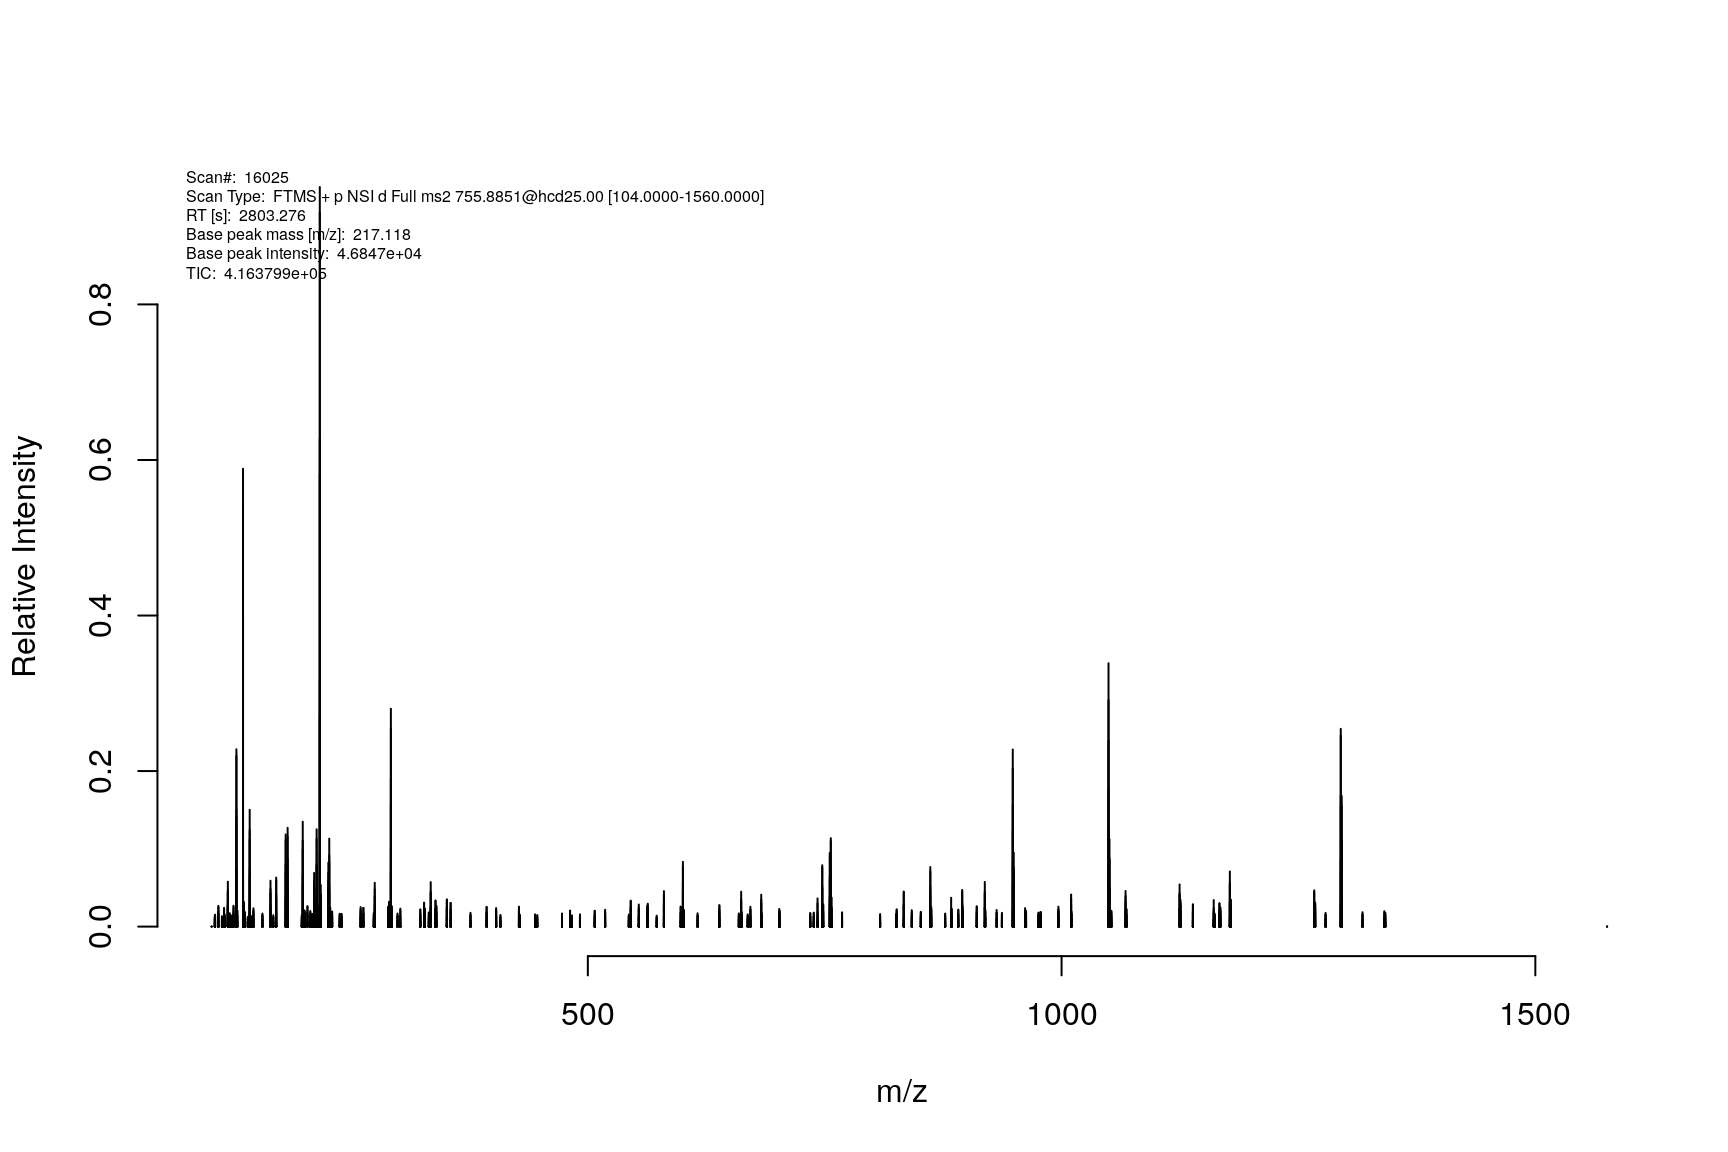 Scan#: 16025
Scan Type: FTMS + p NSI d Full ms2 755.8851@hcd25.00 [104.0000-1560.0000]
RT [s]: 2803.276
Base peak mass [m/z]: 217.118
Base peak intensity: 4.6847e+04
TIC: 4.163799e+05
0.8
0.6
0.4
0.2
0.0
Relative Intensity
500 1000 1500
m/z